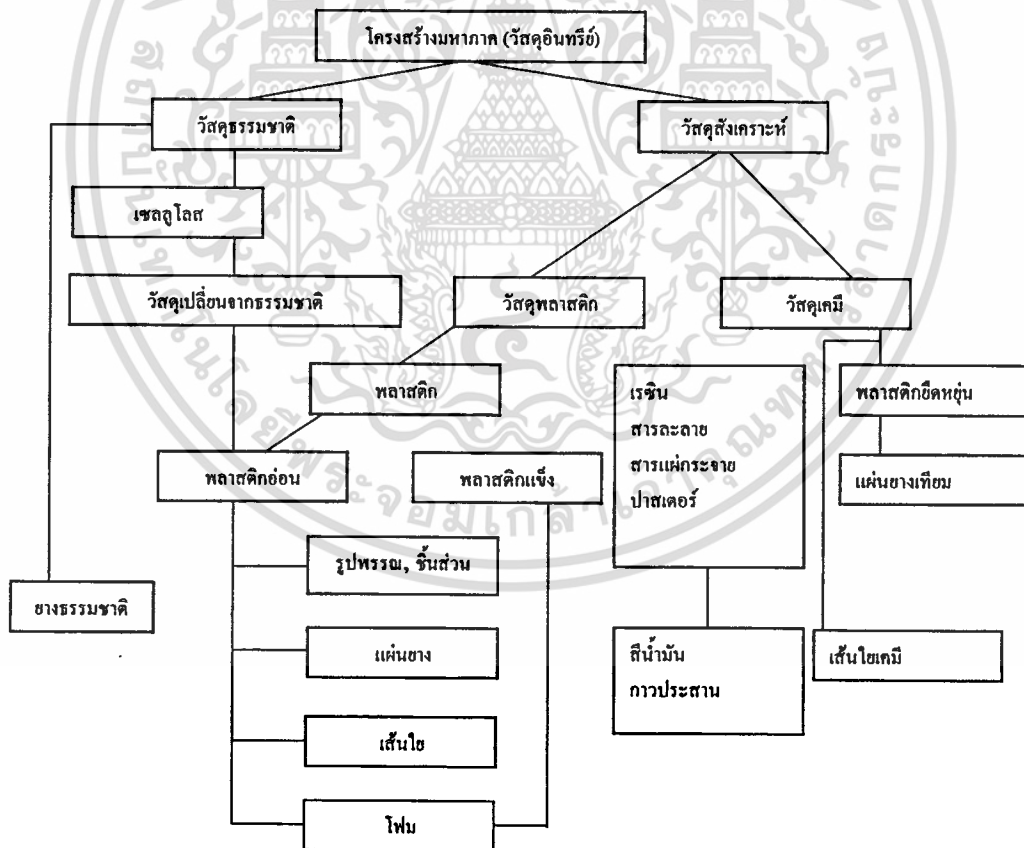 โครงสร้างมหาภาค (วัสดุอินทรีย์)
วัสดุธรรมชาติ
วัสดุสังเคราะห์
เซลลูโลส
วัสดุเปลี่ยนจากธรรมชาติ
วัสดุพลาสติก
วัสดุเคมี
พลาสติก
เรซิน
สารละลาย
สารแผ่กระจาย
ปาสเตอร์
พลาสติกยืดหยุ่น
พลาสติกอ่อน
พลาสติกแข็ง
แผ่นยางเทียม
รูปพรรณ, ชิ้นส่วน
ยางธรรมชาติ
แผ่นยาง
สีน้ำมัน
กาวประสาน
เส้นใยเคมี
เส้นใย
โฟม